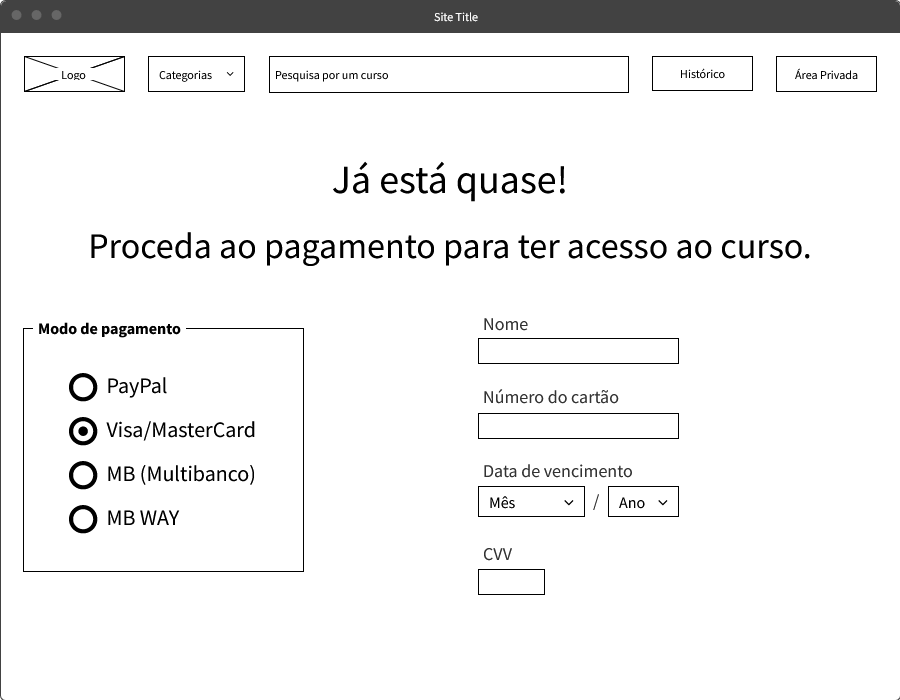 Site Title
Logo
Categorias
Pesquisa por um curso
Histórico
Área Privada
Já está quase!
Proceda ao pagamento para ter acesso ao curso.
Modo de pagamento
PayPal
Visa/MasterCard
MB (Multibanco)
MB WAY
Nome
Número do cartão
Data de vencimento
Mês / Ano
CVV